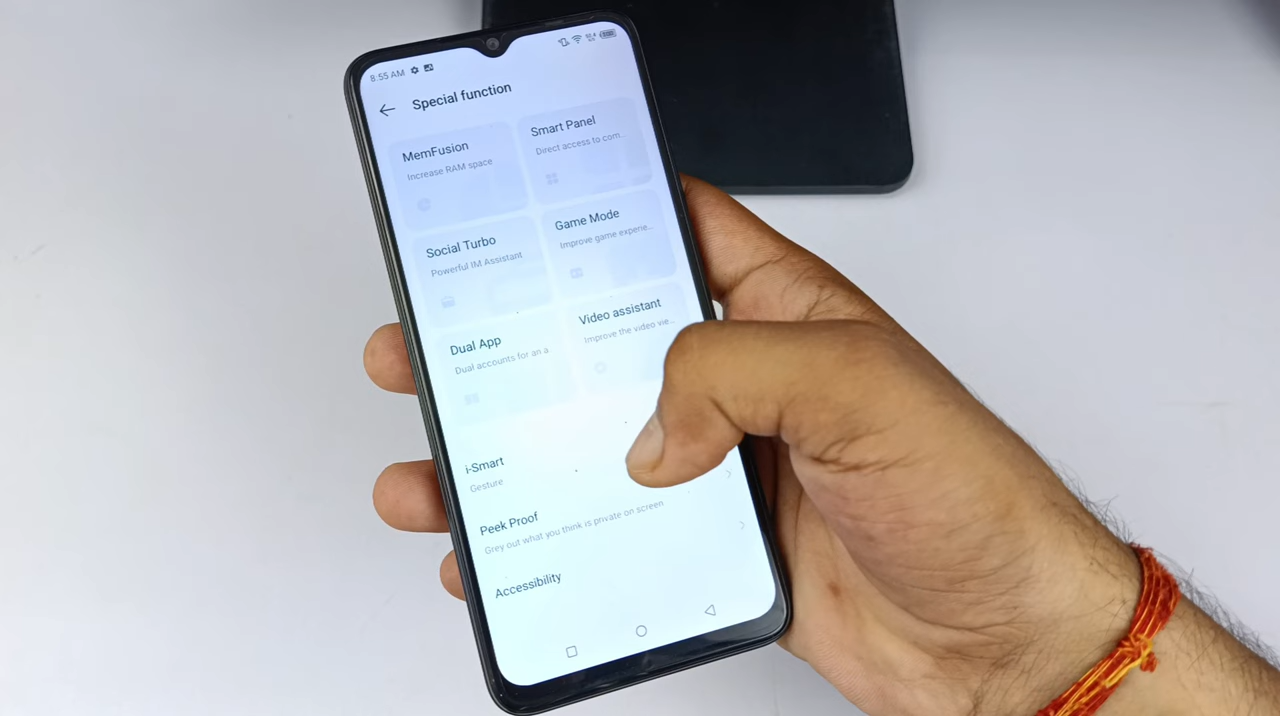 8:55 AM
Special function
MemFusion
Increase RAM space
Smart Panel
Direct access to com...
Social Turbo
Powerful IM Assistant
Game Mode
Improve game experie...
Dual App
Dual accounts for an a
Video assistant
Improve the video vie...
i-Smart
Gesture
Peek Proof
Grey out what you think is private on screen
Accessibility